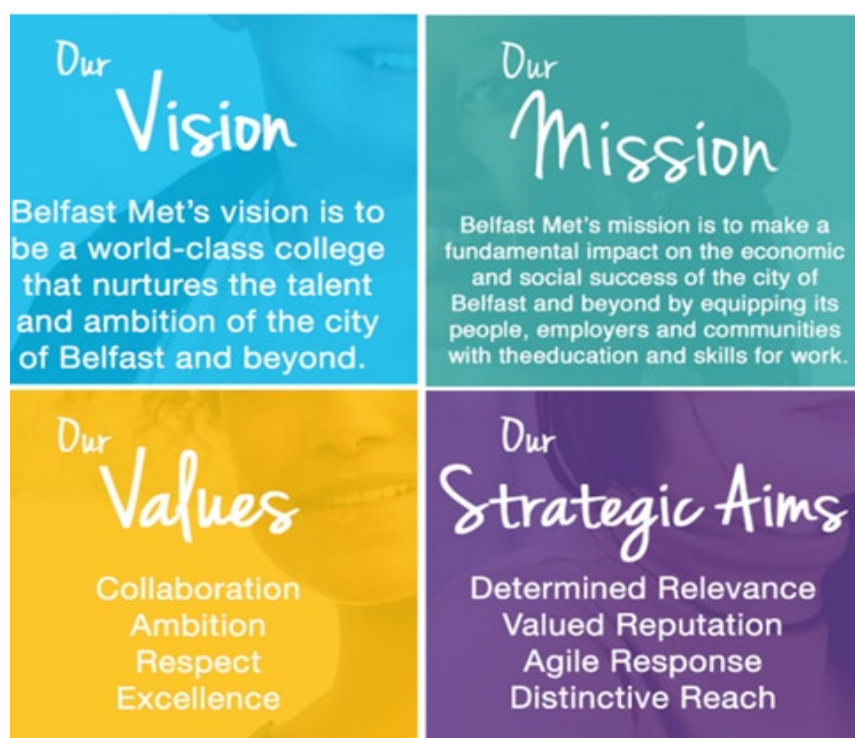 Our
Vision
Belfast Met's vision is to
be a world-class college
that nurtures the talent
and ambition of the city
of Belfast and beyond.
Our
Mission
Belfast Met's mission is to make a
fundamental impact on the economic
and social success of the city of
Belfast and beyond by equipping its
people, employers and communities
with theeducation and skills for work.
Our
Values
Collaboration
Ambition
Respect
Excellence
Our
Strategic Aims
Determined Relevance
Valued Reputation
Agile Response
Distinctive Reach